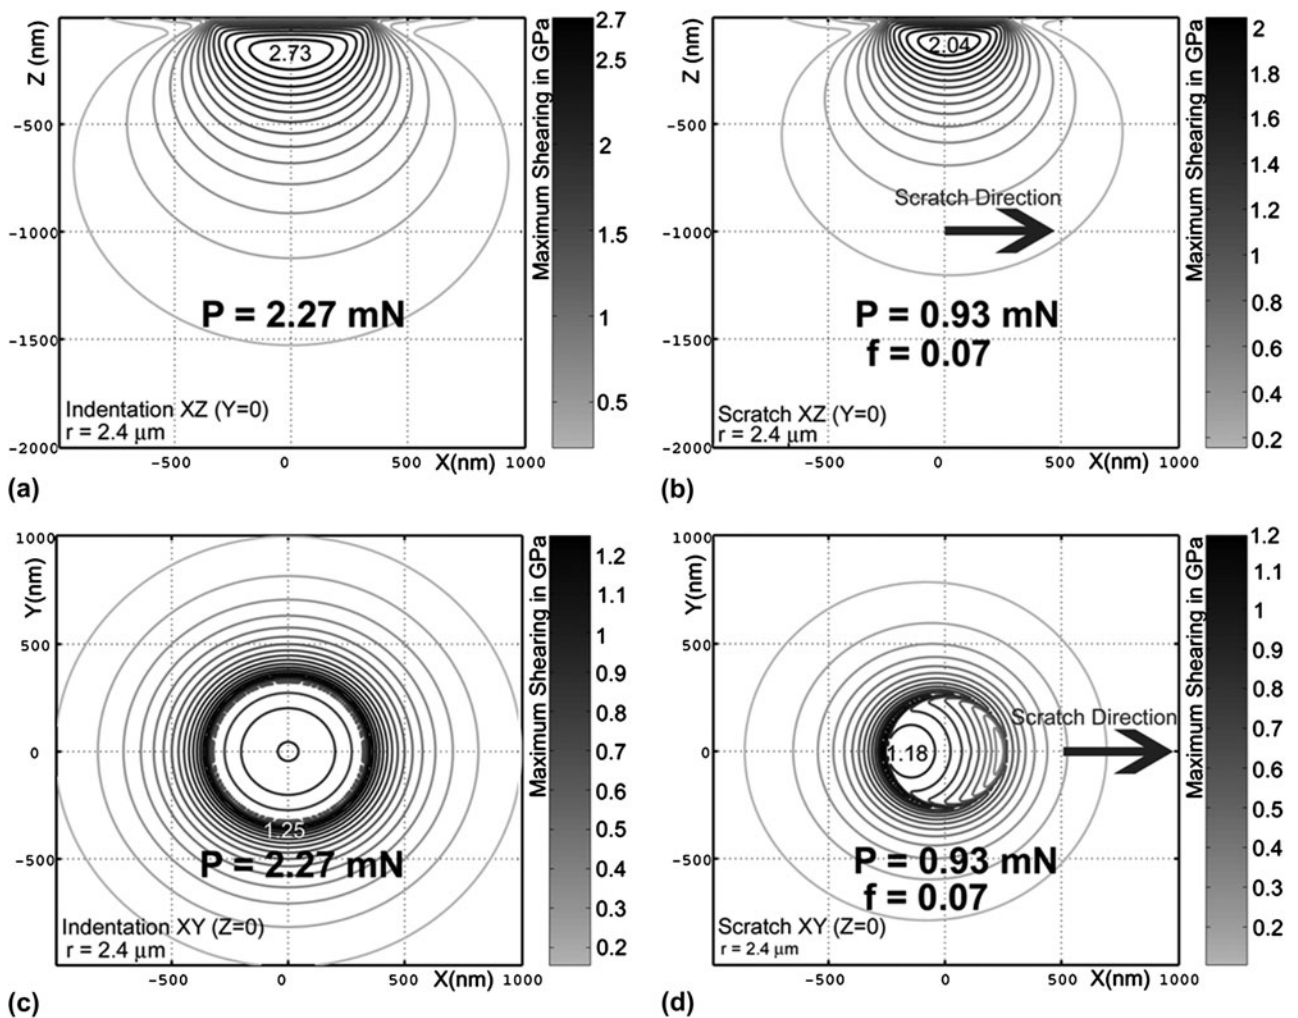 Z (nm)
-500
-1000
-1500
-2000
-500
0
500
X(nm)
1000
2.73
P = 2.27 mN
Indentation XZ (Y=0)
r = 2.4 μm
Maximum Shearing in GPa
2.7
2.5
2
1.5
1
0.5
(a)
Z (nm)
-500
-1000
-1500
-2000
-500
0
500
X(nm)
1000
2.04
Scratch Direction
P = 0.93 mN
f = 0.07
Scratch XZ (Y=0)
r = 2.4 μm
Maximum Shearing in GPa
2
1.8
1.6
1.4
1.2
1
0.8
0.6
0.4
0.2
(b)
1000
Y(nm)
500
0
-500
-500
0
500
X(nm)
1000
1.25
P = 2.27 mN
Indentation XY (Z=0)
r = 2.4 μm
Maximum Shearing in GPa
1.2
1.1
1
0.9
0.8
0.7
0.6
0.5
0.4
0.3
0.2
(c)
1000
Y(nm)
500
0
-500
-500
0
500
X(nm)
1000
1.18
Scratch Direction
P = 0.93 mN
f = 0.07
Scratch XY (Z=0)
r = 2.4 μm
Maximum Shearing in GPa
1.2
1.1
1
0.9
0.8
0.7
0.6
0.5
0.4
0.3
0.2
(d)